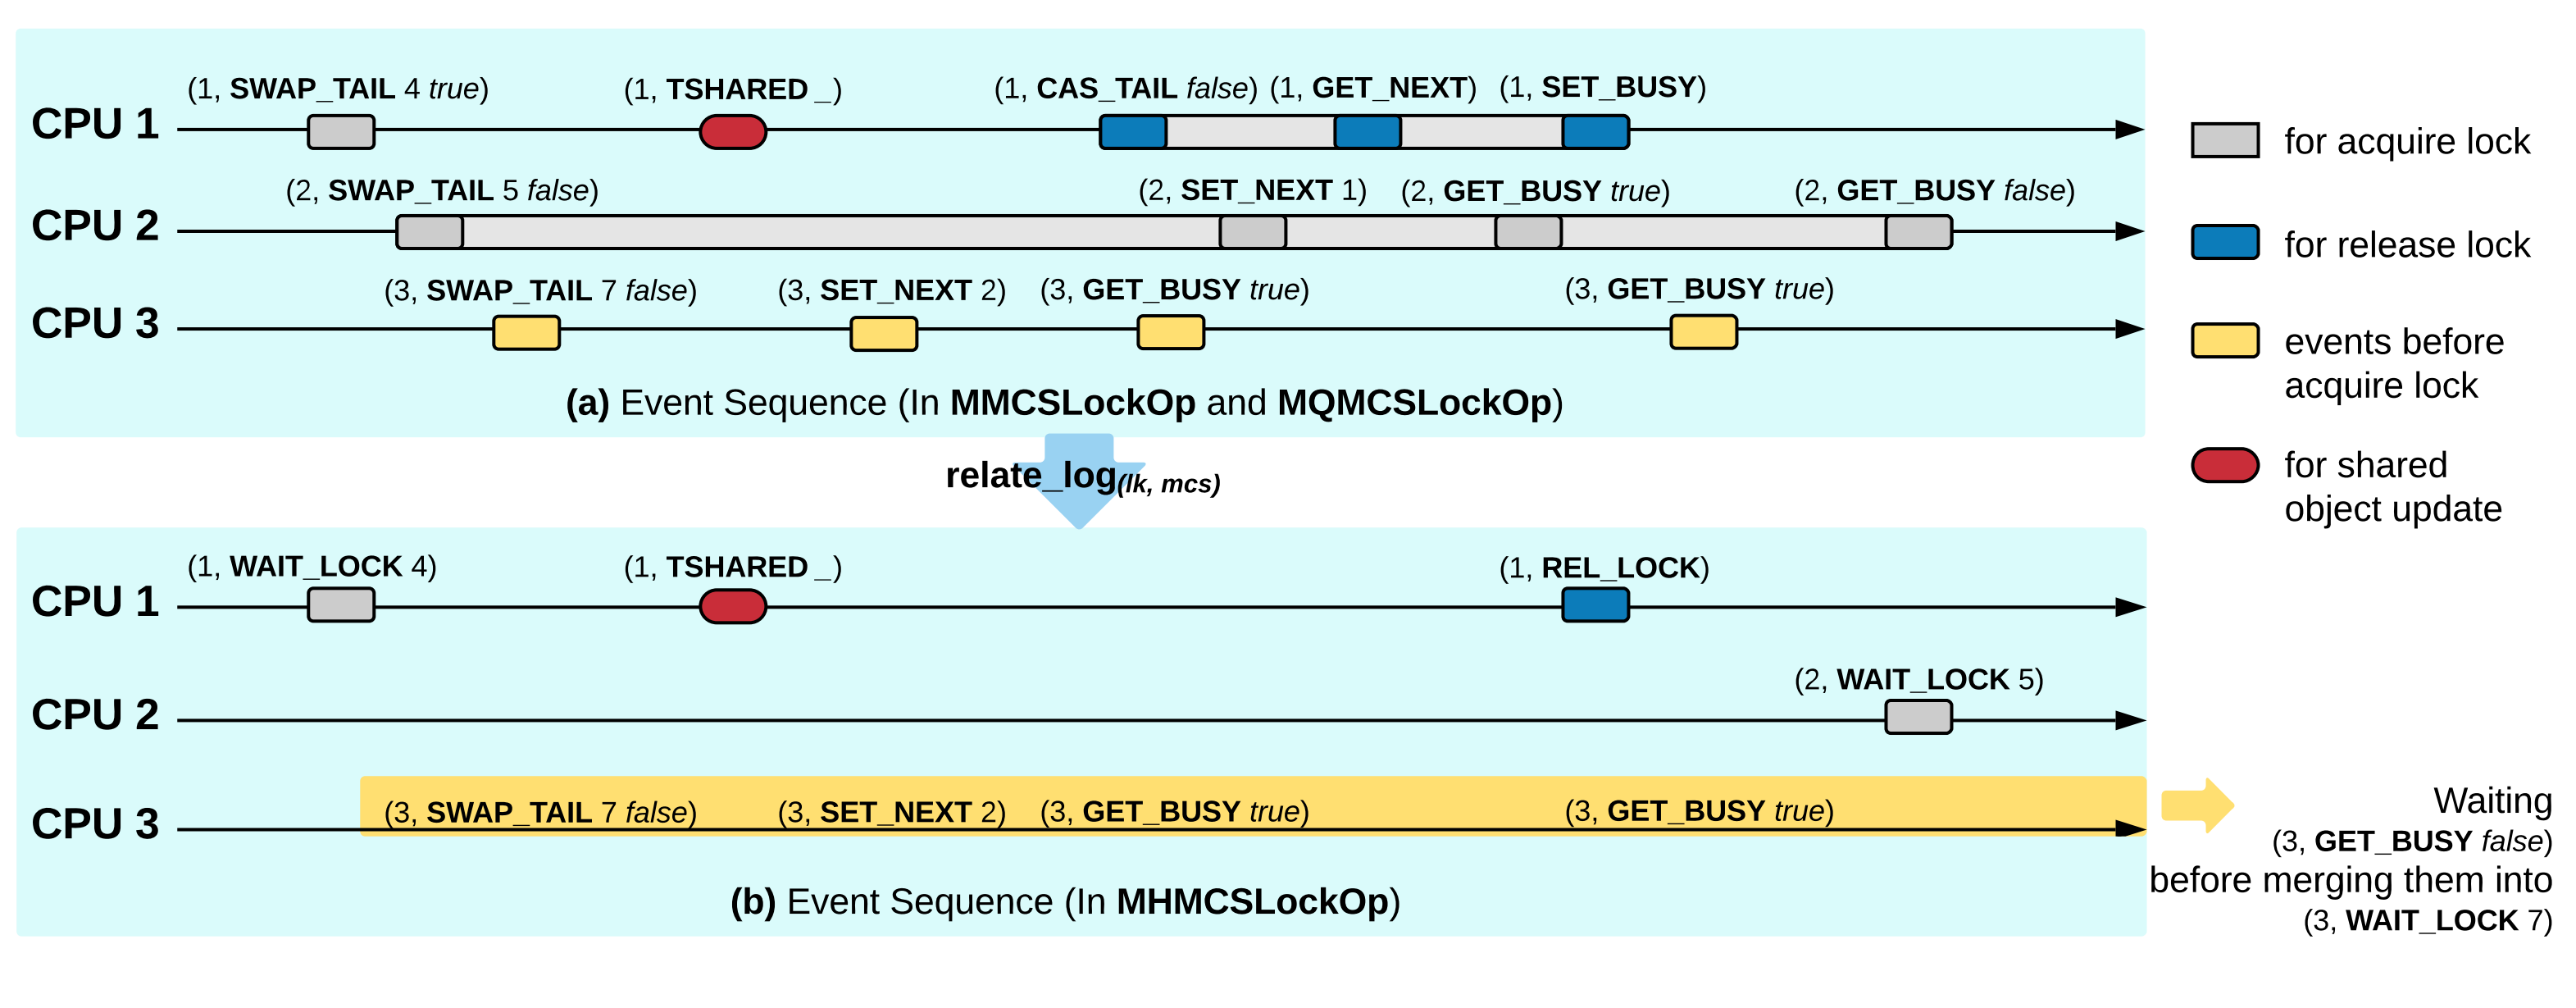 (1, SWAP_TAIL 4 true) (1, TSHARED _) (1, CAS_TAIL false) (1, GET_NEXT) (1, SET_BUSY)
CPU 1
(2, SWAP_TAIL 5 false) (2, SET_NEXT 1) (2, GET_BUSY true) (2, GET_BUSY false)
CPU 2
(3, SWAP_TAIL 7 false) (3, SET_NEXT 2) (3, GET_BUSY true) (3, GET_BUSY true)
CPU 3
(a) Event Sequence (In MMCSLockOp and MQMCSLockOp)
for acquire lock
for release lock
events before
acquire lock
for shared
object update
relate_log(lk, mcs)
(1, WAIT_LOCK 4) (1, TSHARED _) (1, REL_LOCK)
CPU 1
(2, WAIT_LOCK 5)
CPU 2
(3, SWAP_TAIL 7 false) (3, SET_NEXT 2) (3, GET_BUSY true) (3, GET_BUSY true)
CPU 3
(b) Event Sequence (In MHMCSLockOp)
Waiting
(3, GET_BUSY false)
before merging them into
(3, WAIT_LOCK 7)